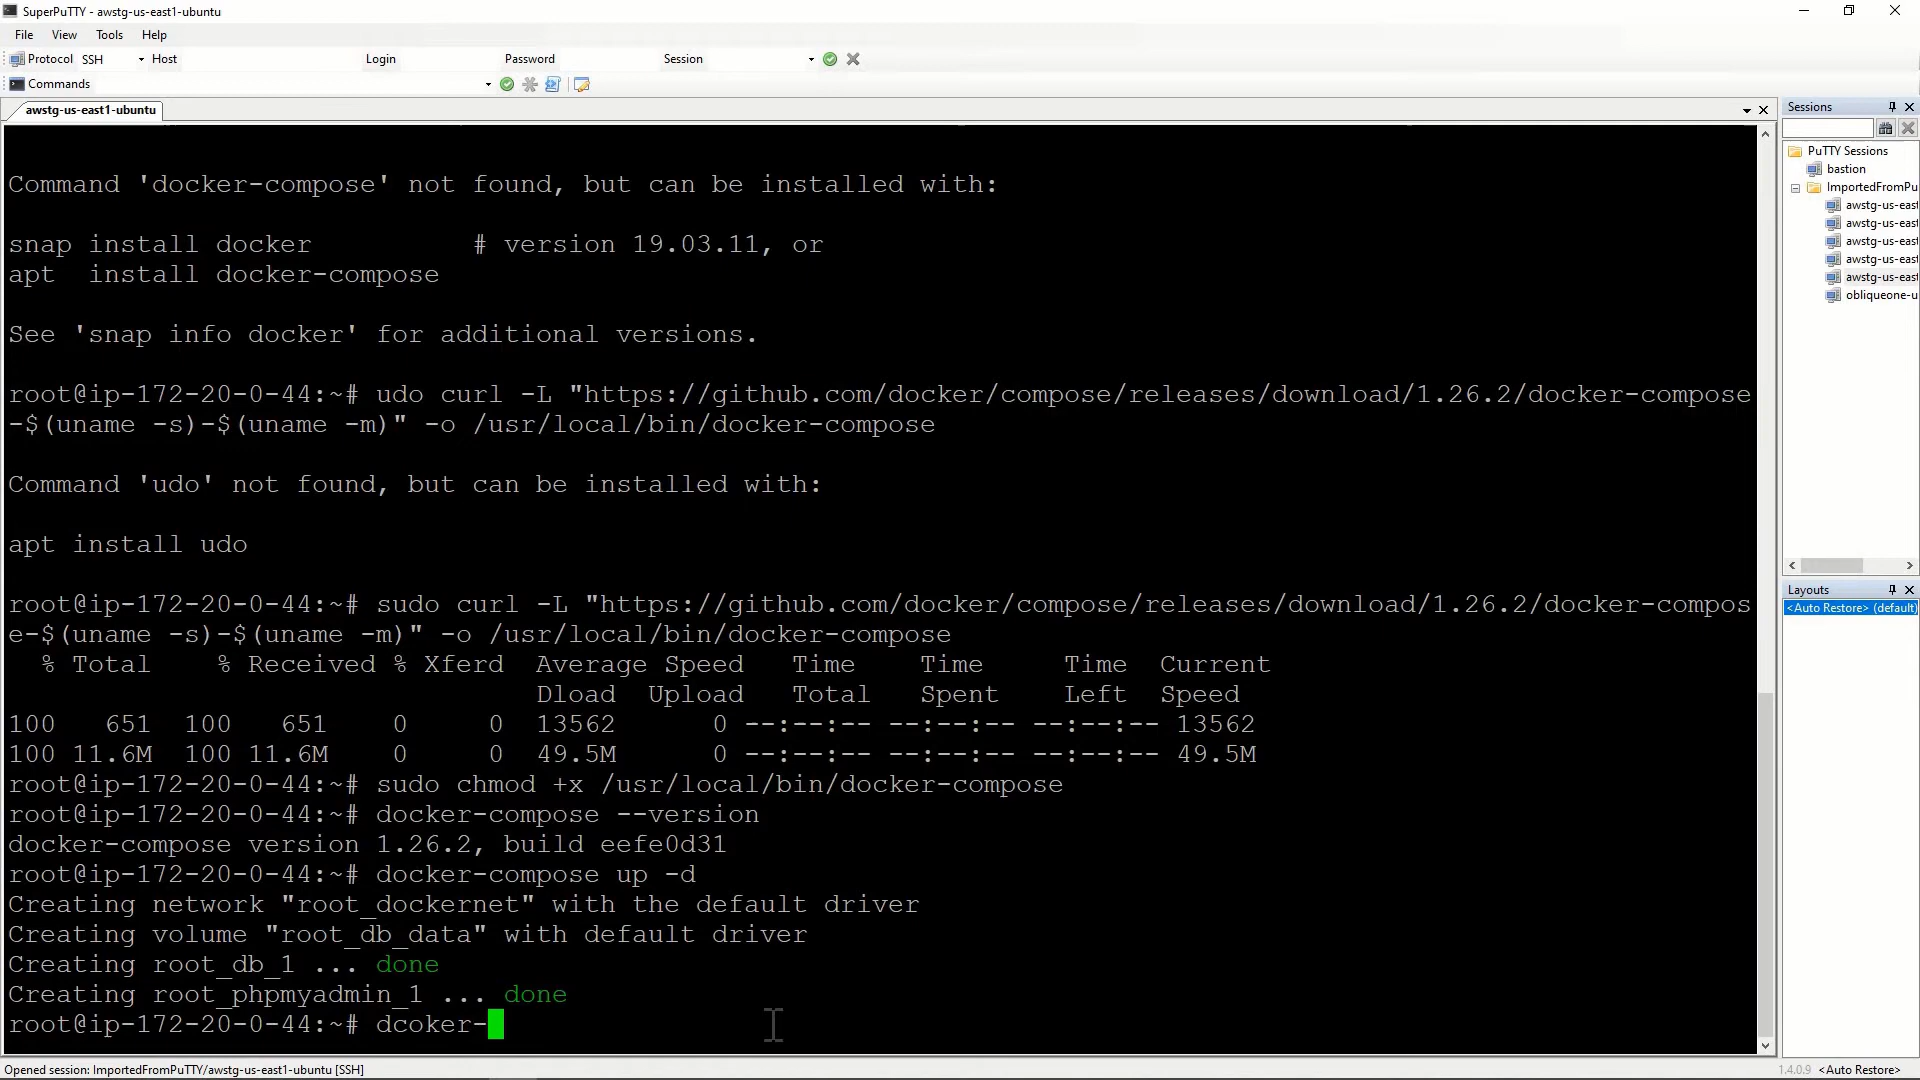 SuperPuTTY - awstg-us-east1-ubuntu
File View Tools Help
Protocol SSH Host Login Password Session
Commands
awstg-us-east1-ubuntu
Command 'docker-compose' not found, but can be installed with:
snap install docker          # version 19.03.11, or
apt  install docker-compose
See 'snap info docker' for additional versions.
root@ip-172-20-0-44:~# udo curl -L "https://github.com/docker/compose/releases/download/1.26.2/docker-compose
-$(uname -s)-$(uname -m)" -o /usr/local/bin/docker-compose
Command 'udo' not found, but can be installed with:
apt install udo
root@ip-172-20-0-44:~# sudo curl -L "https://github.com/docker/compose/releases/download/1.26.2/docker-compos
e-$(uname -s)-$(uname -m)" -o /usr/local/bin/docker-compose
  % Total    % Received % Xferd  Average Speed   Time    Time     Time  Current
                                 Dload  Upload   Total   Spent    Left  Speed
100   651  100   651    0     0  13562      0 --:--:-- --:--:-- --:--:-- 13562
100 11.6M  100 11.6M    0     0  49.5M      0 --:--:-- --:--:-- --:--:-- 49.5M
root@ip-172-20-0-44:~# sudo chmod +x /usr/local/bin/docker-compose
root@ip-172-20-0-44:~# docker-compose --version
docker-compose version 1.26.2, build eefe0d31
root@ip-172-20-0-44:~# docker-compose up -d
Creating network "root_dockernet" with the default driver
Creating volume "root_db_data" with default driver
Creating root_db_1 ... done
Creating root_phpmyadmin_1 ... done
root@ip-172-20-0-44:~# dcoker-
Sessions
PuTTY Sessions
bastion
ImportedFromPu
awstg-us-east
awstg-us-east
awstg-us-east
awstg-us-east
awstg-us-east
obliqueone-u
Layouts
<Auto Restore> (default)
Opened session: ImportedFromPuTTY/awstg-us-east1-ubuntu [SSH]
1.4.0.9 <Auto Restore>